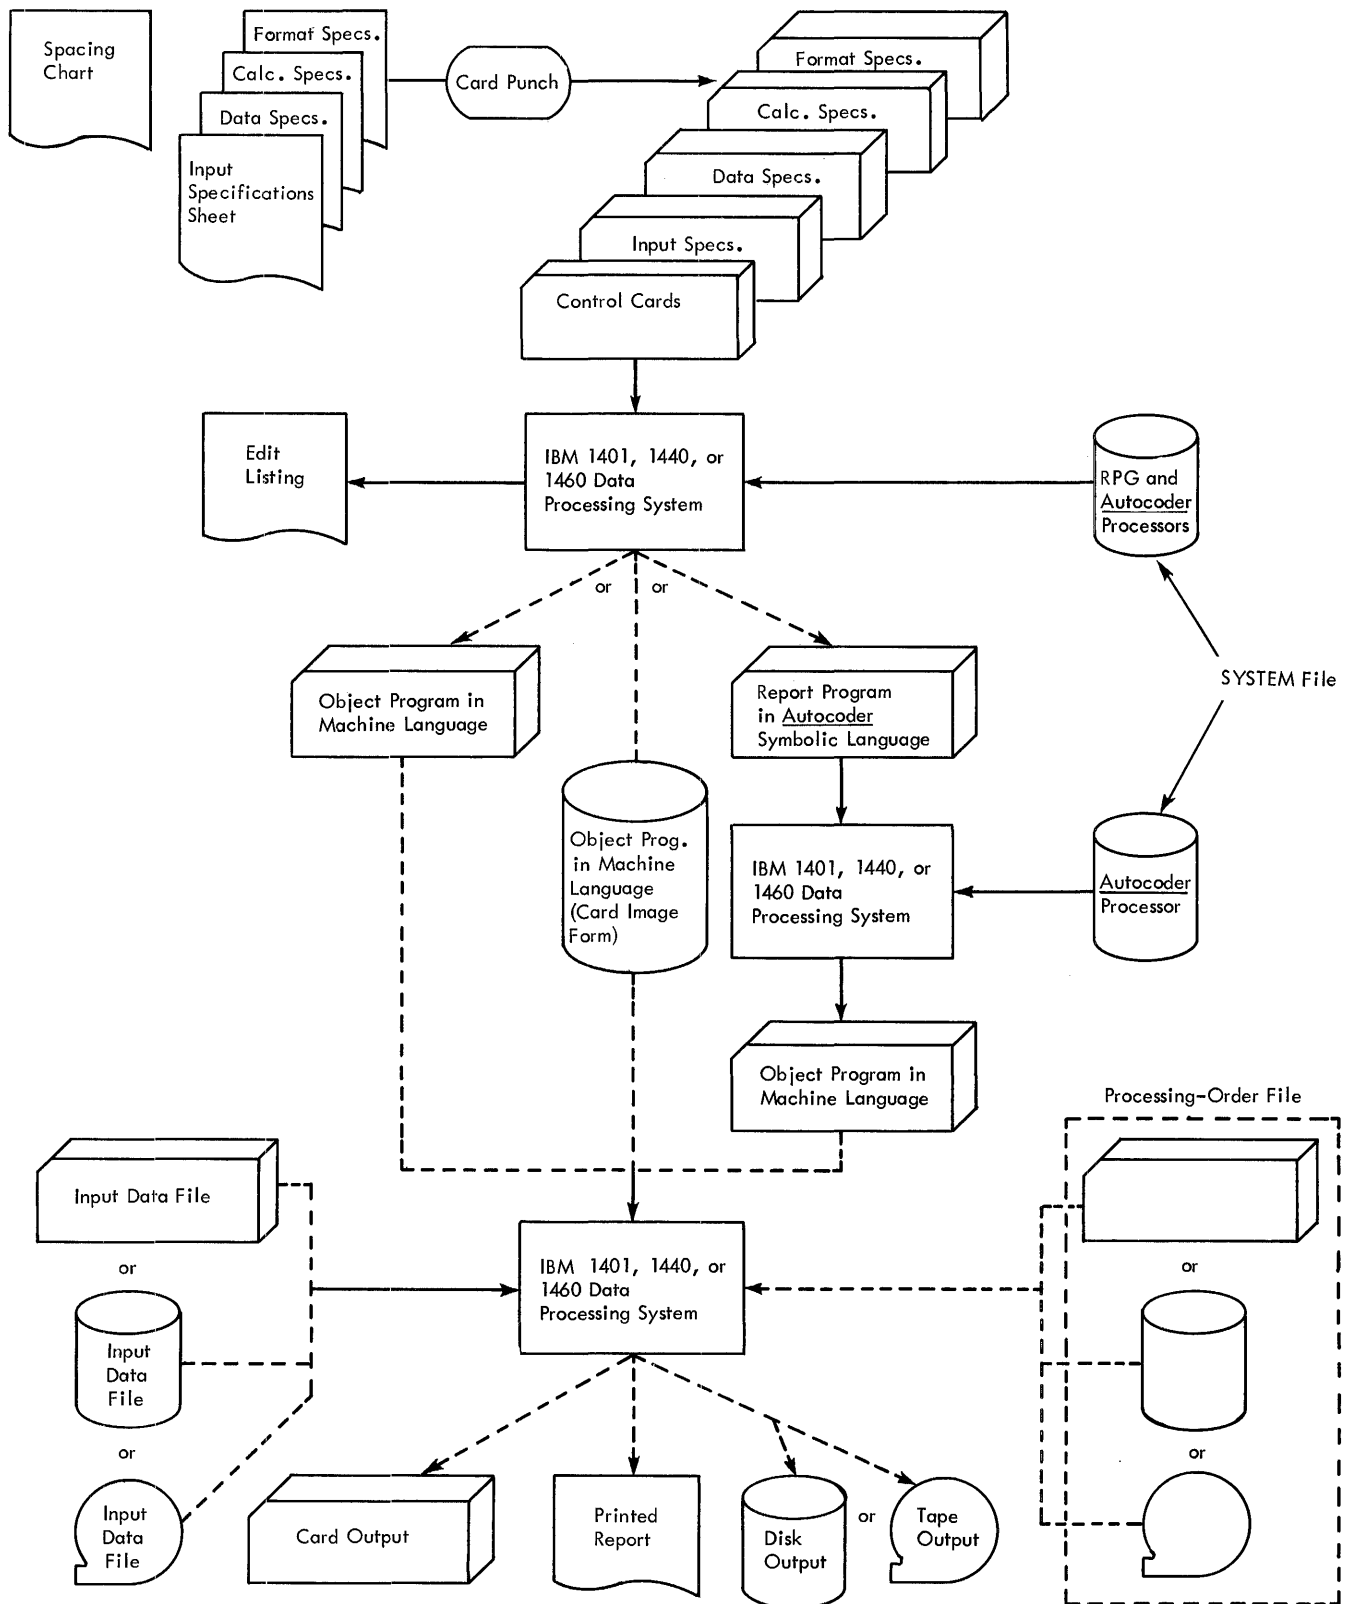 Spacing
Chart
Format Specs.
Calc. Specs.
Data Specs.
Input
Specifications
Sheet
Card Punch
Format Specs.
Calc. Specs.
Data Specs.
Input Specs.
Control Cards
Edit
Listing
IBM 1401, 1440, or
1460 Data
Processing System
RPG and
Autocoder
Processors
or
or
SYSTEM File
Object Program in
Machine Language
Report Program
in Autocoder
Symbolic Language
Object Prog.
in Machine
Language
(Card Image
Form)
IBM 1401, 1440, or
1460 Data
Processing System
Autocoder
Processor
Object Program in
Machine Language
Processing-Order File
Input Data File
or
Input
Data
File
or
Input
Data
File
IBM 1401, 1440, or
1460 Data
Processing System
or
or
Card Output
Printed
Report
Disk
Output
or
Tape
Output